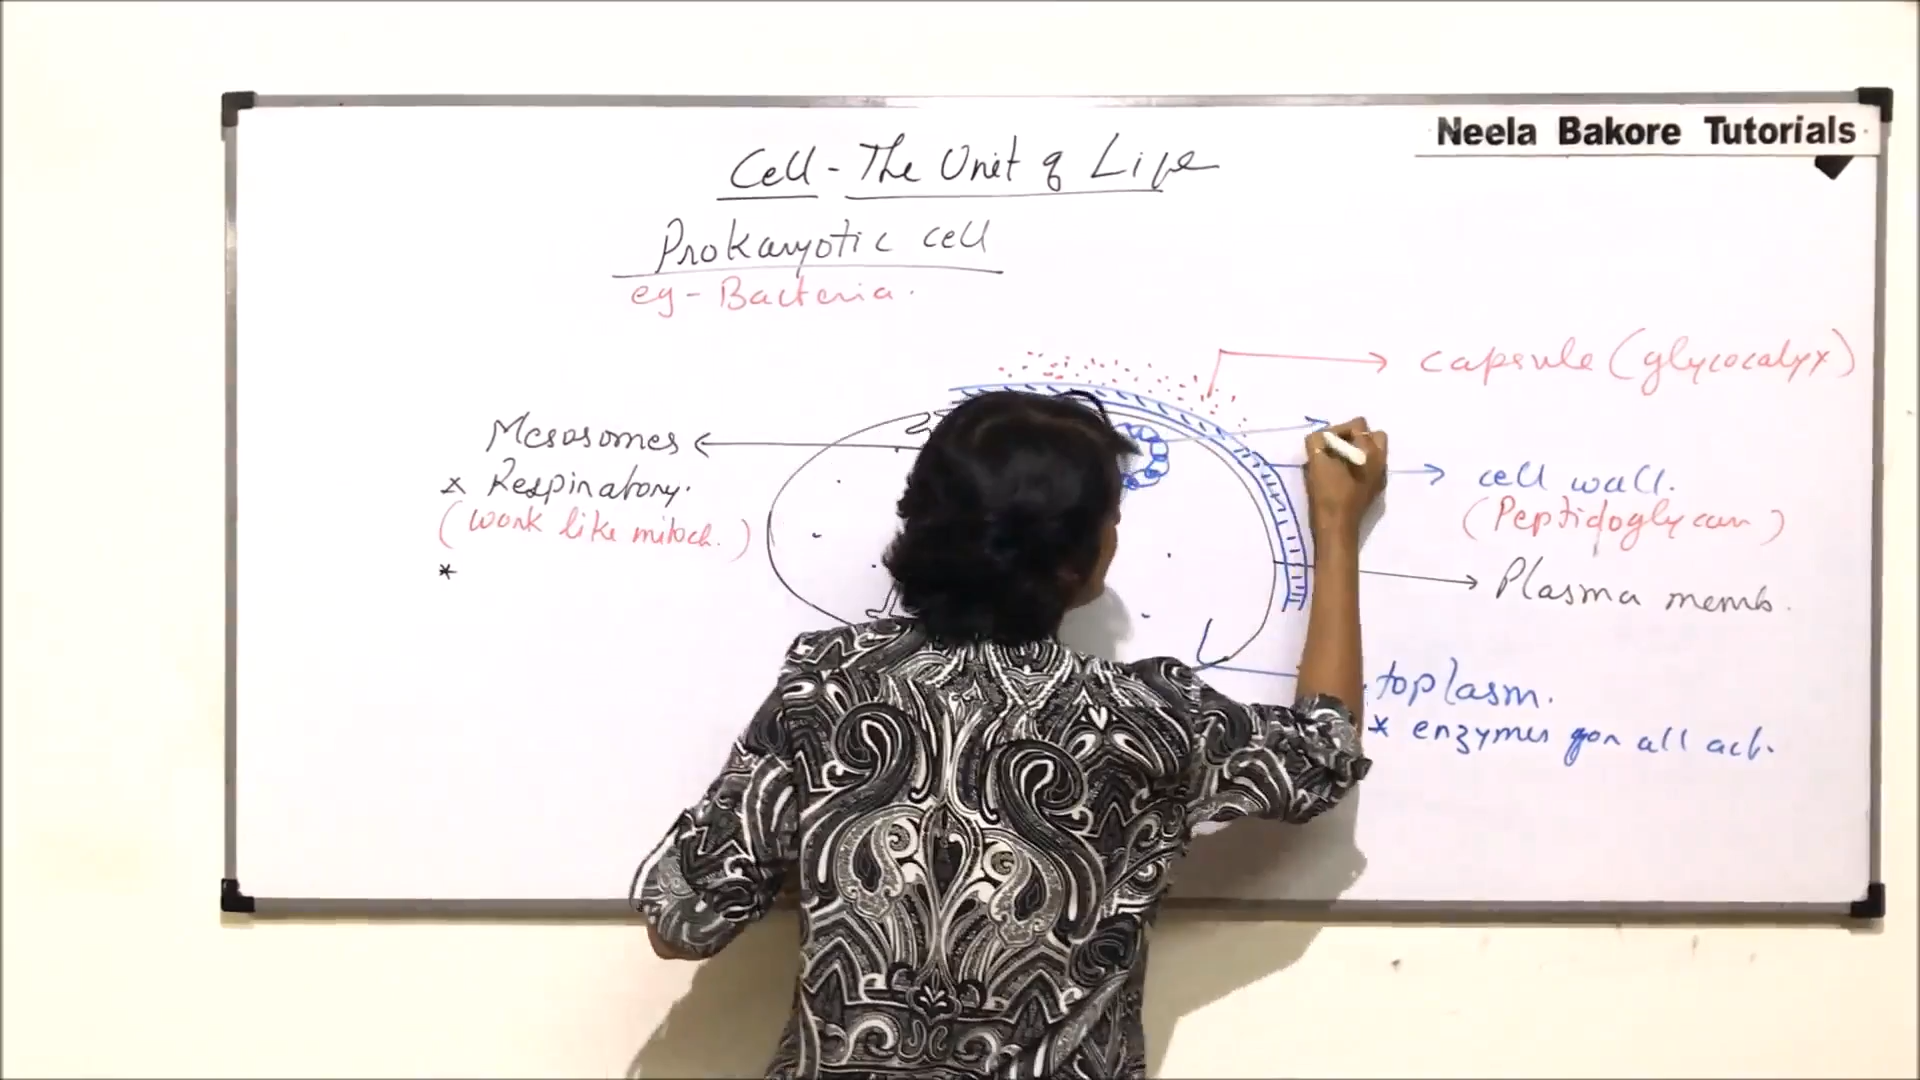 Neela Bakore Tutorials
Cell - The Unit of Life
Prokaryotic cell
eg - Bacteria.
capsule (glycocalyx)
Mesosomes
* Respiratory.
(work like mitoch.)
*
cell wall.
(Peptidoglycan)
Plasma memb.
toplasm.
* enzymes for all act.